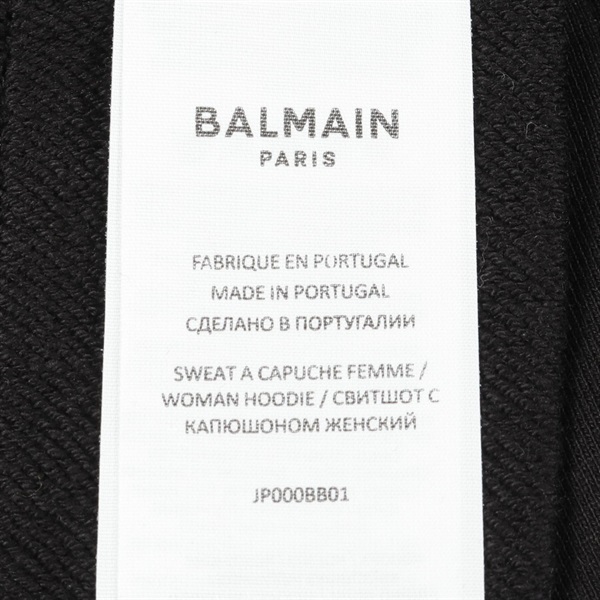 BALMAIN
PARIS
FABRIQUE EN PORTUGAL
MADE IN PORTUGAL
СДЕЛАНО В ПОРТУГАЛИИ
SWEAT A CAPUCHE FEMME /
WOMAN HOODIE / СВИТШОТ С
КАПЮШОНОМ ЖЕНСКИЙ
JP000BB01